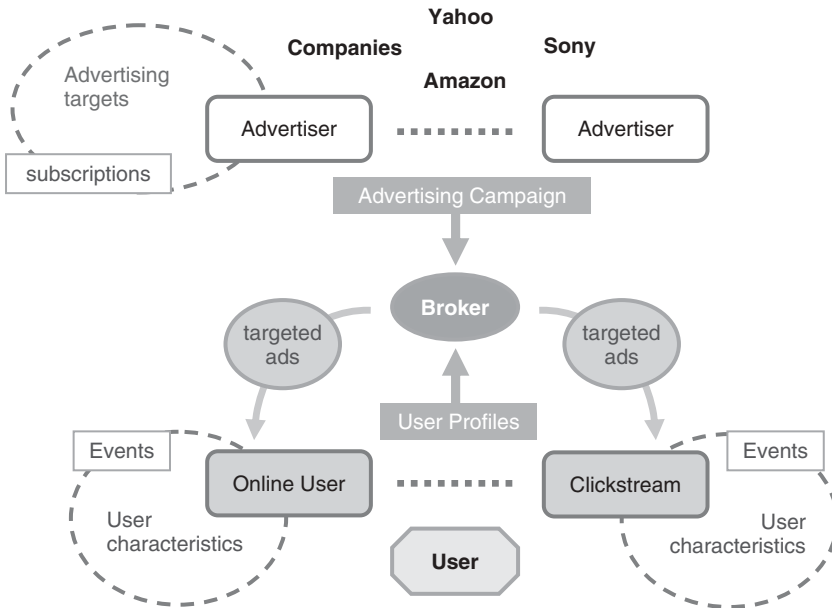 Yahoo
Companies
Sony
Amazon
Advertising
targets
Advertiser
Advertiser
subscriptions
Advertising Campaign
Broker
targeted
ads
targeted
ads
User Profiles
Events
Events
Online User
Clickstream
User
characteristics
User
characteristics
User